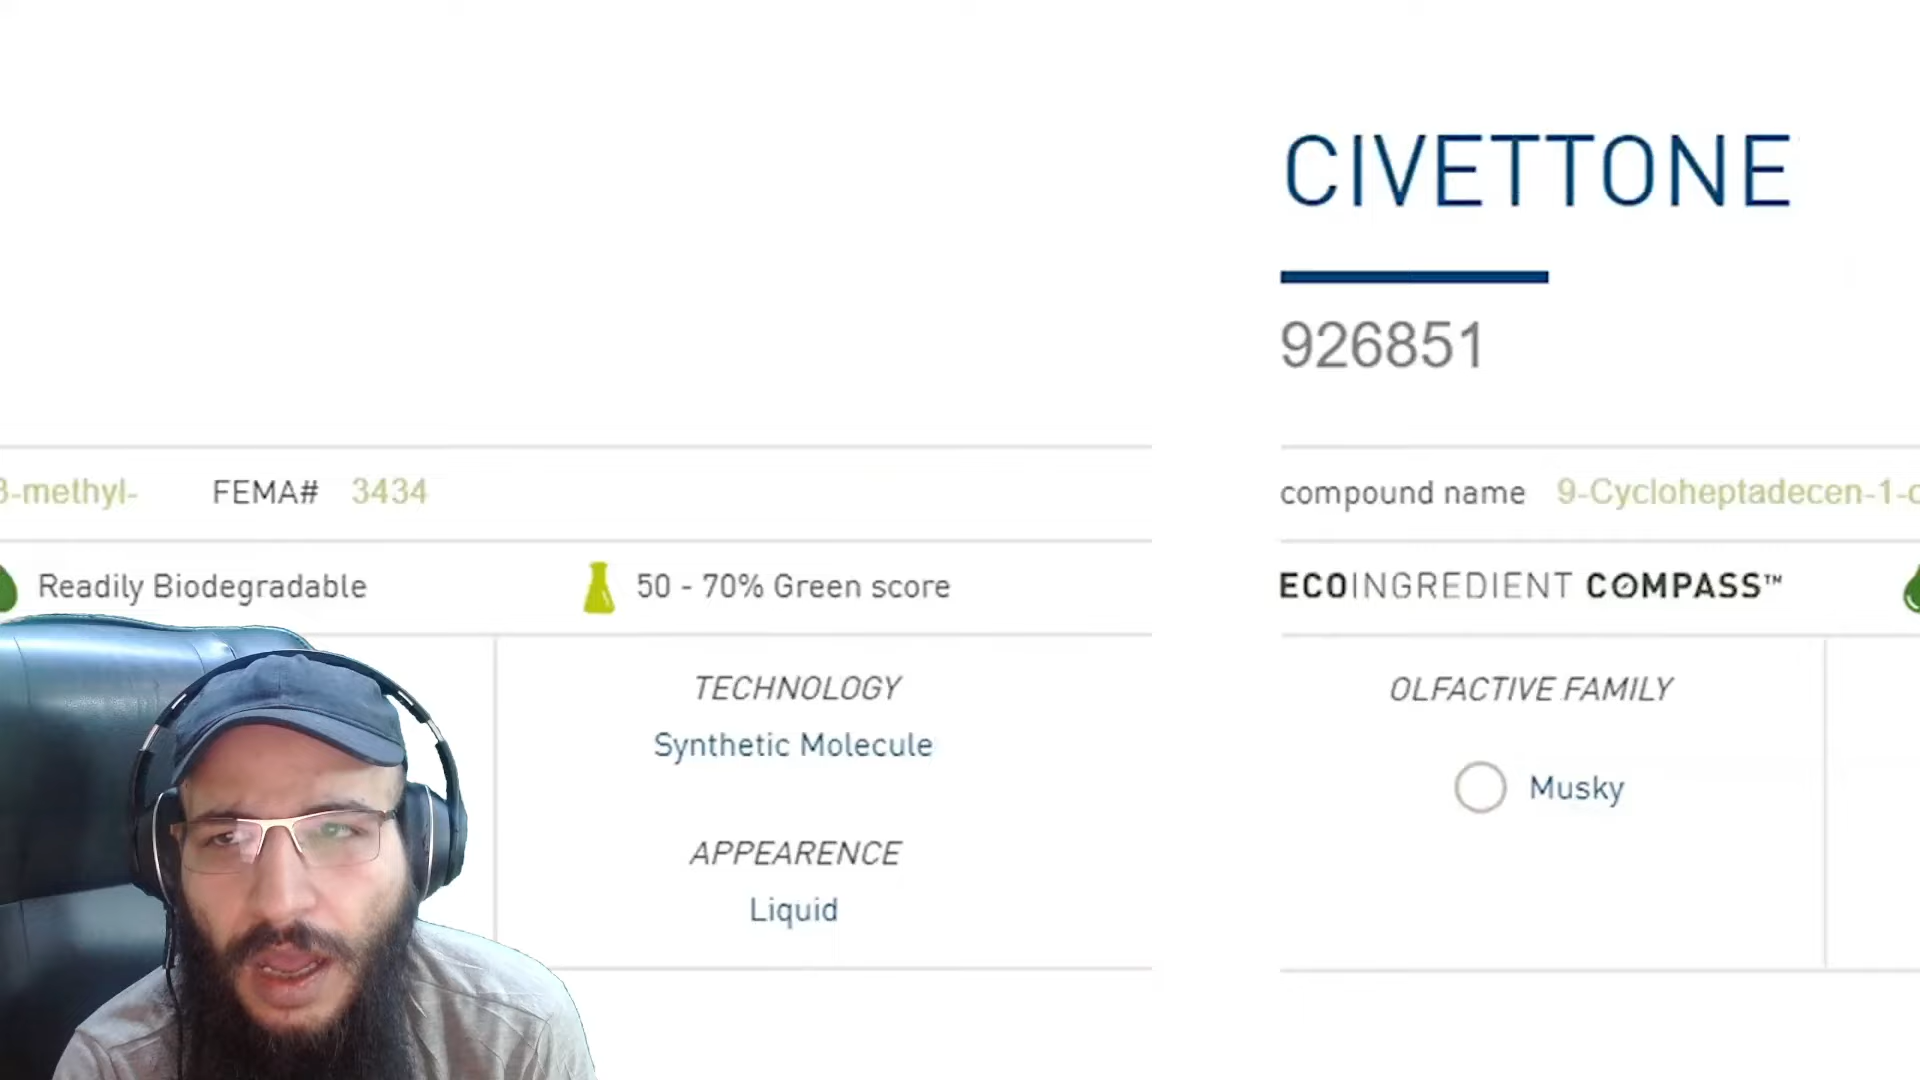 CIVETTONE
926851
3-methyl- FEMA# 3434
compound name 9-Cycloheptadecen-1-o
Readily Biodegradable 50 - 70% Green score
ECOINGREDIENT COMPASS™
TECHNOLOGY
Synthetic Molecule
APPEARENCE
Liquid
OLFACTIVE FAMILY
Musky